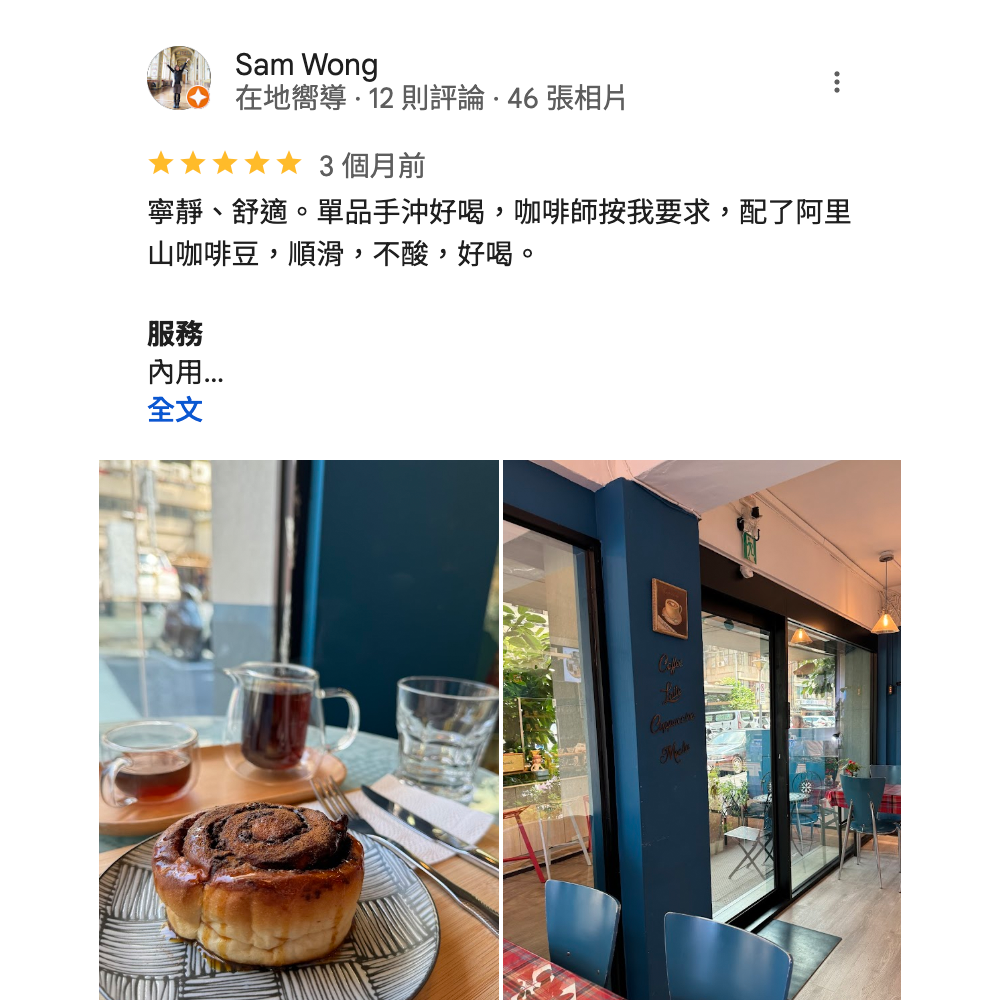 Sam Wong
在地嚮導 · 12 則評論 · 46 張相片
3 個月前
寧靜、舒適。單品手沖好喝，咖啡師按我要求，配了阿里
山咖啡豆，順滑，不酸，好喝。
服務
內用...
全文
Coffee
Latte
Cappuccino
Mocha